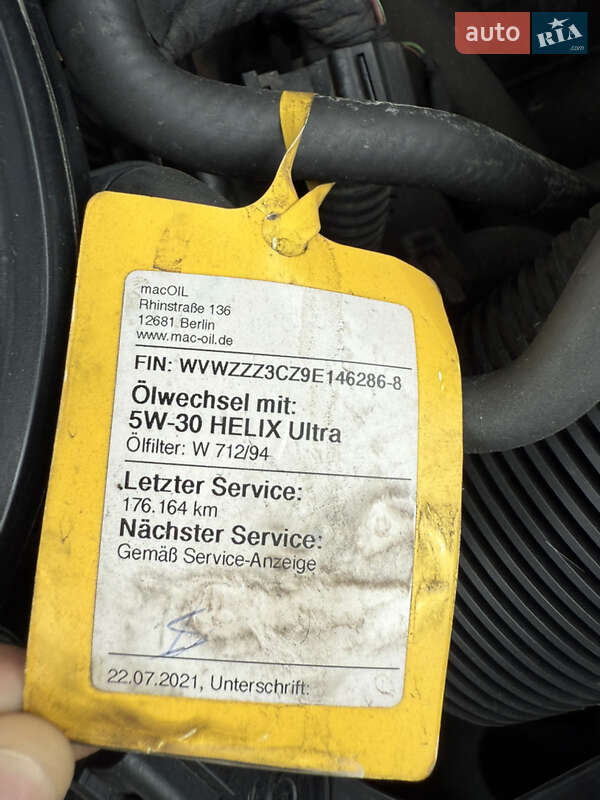 auto RIA
.com
macOIL
Rhinstraße 136
12681 Berlin
www.mac-oil.de
FIN: WVWZZZ3CZ9E146286-8
Ölwechsel mit:
5W-30 HELIX Ultra
Ölfilter: W 712/94
Letzter Service:
176.164 km
Nächster Service:
Gemäß Service-Anzeige
22.07.2021, Unterschrift: